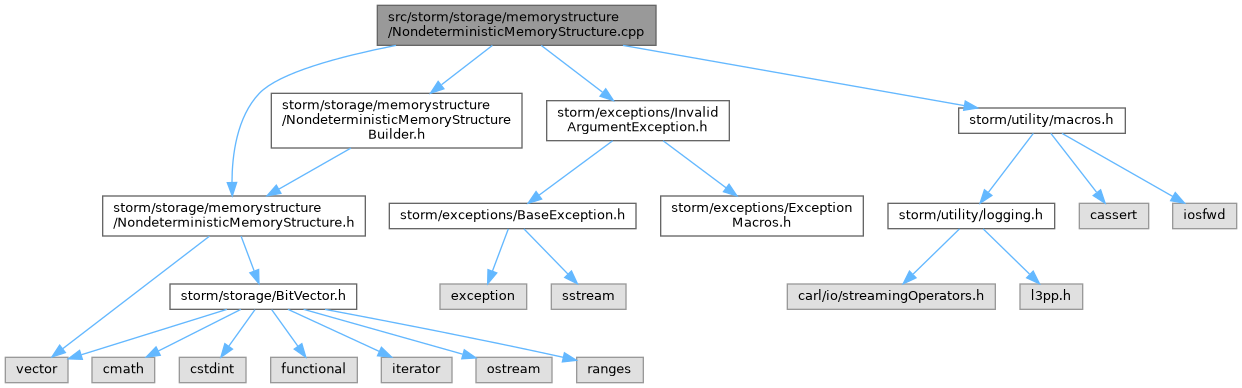 src/storm/storage/memorystructure
/NondeterministicMemoryStructure.cpp
storm/storage/memorystructure
/NondeterministicMemoryStructure
Builder.h
storm/exceptions/Invalid
ArgumentException.h
storm/utility/macros.h
storm/storage/memorystructure
/NondeterministicMemoryStructure.h
storm/exceptions/BaseException.h
storm/exceptions/Exception
Macros.h
storm/utility/logging.h
cassert
iosfwd
storm/storage/BitVector.h
exception
sstream
carl/io/streamingOperators.h
l3pp.h
vector
cmath
cstdint
functional
iterator
ostream
ranges